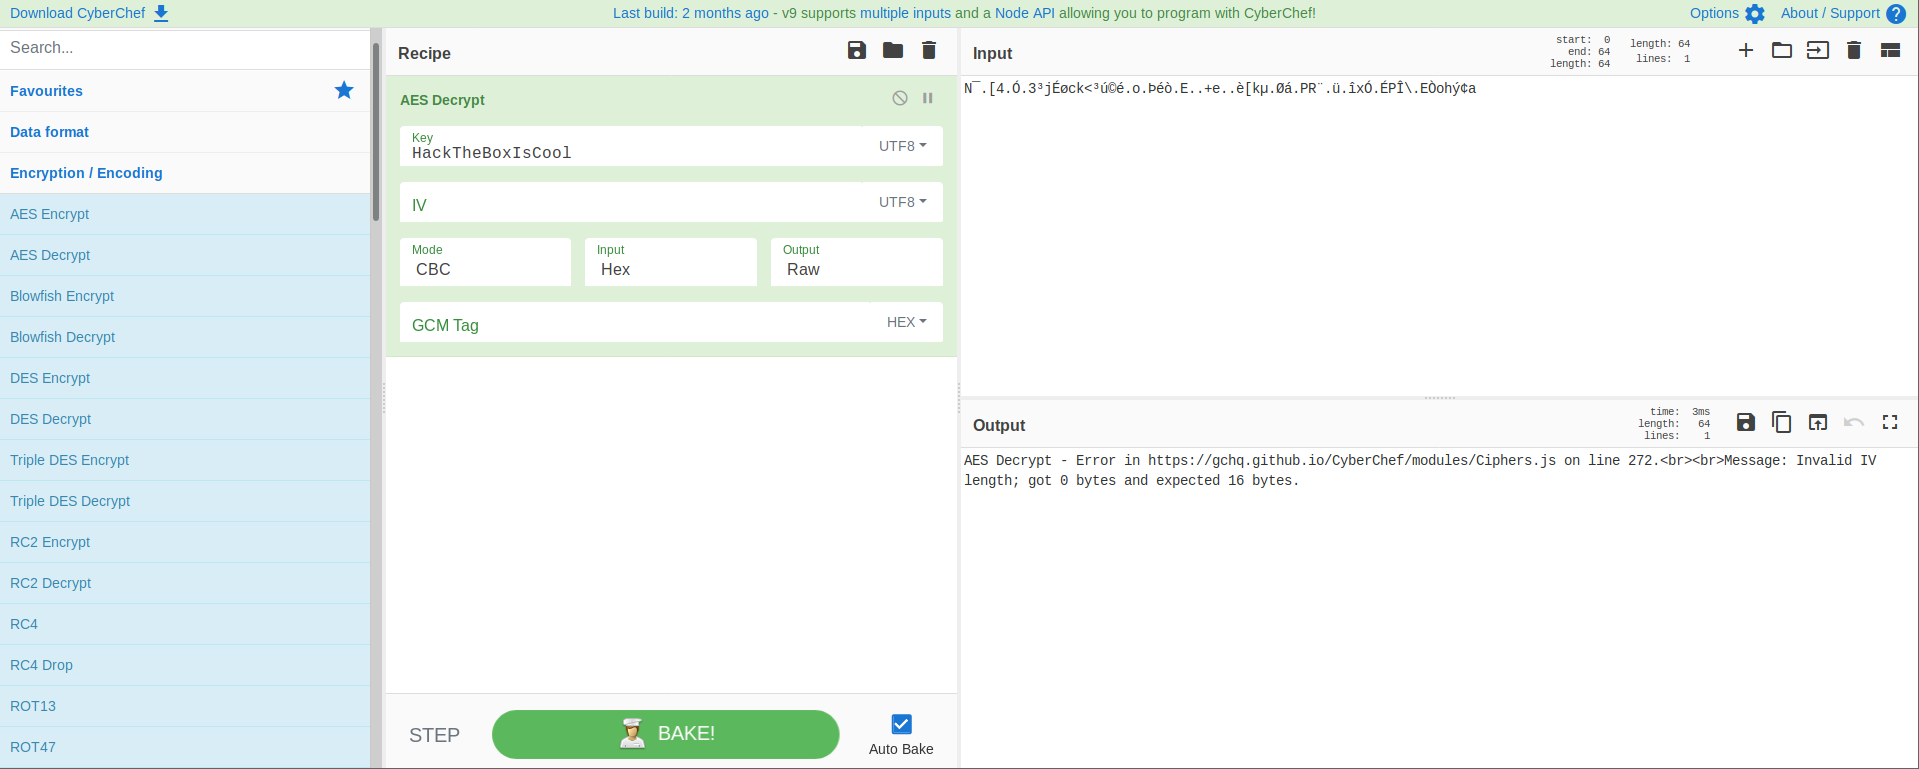 Download CyberChef
Last build: 2 months ago - v9 supports multiple inputs and a Node API allowing you to program with CyberChef!
Options
About / Support
Search...
Favourites
Data format
Encryption / Encoding
AES Encrypt
AES Decrypt
Blowfish Encrypt
Blowfish Decrypt
DES Encrypt
DES Decrypt
Triple DES Encrypt
Triple DES Decrypt
RC2 Encrypt
RC2 Decrypt
RC4
RC4 Drop
ROT13
ROT47
Recipe
AES Decrypt
Key
HackTheBoxIsCool
UTF8
IV
UTF8
Mode
CBC
Input
Hex
Output
Raw
GCM Tag
HEX
STEP
BAKE!
Auto Bake
Input
start: 0
end: 64
length: 64
length: 64
lines: 1
N¯.[4.Ó.3³jÉøck<³ú©é.o.Þéò.E..+e..è[kµ.Øá.PR¨.ü.îxÓ.ÉPÎ\.EÒohý¢a
Output
time: 3ms
length: 64
lines: 1
AES Decrypt - Error in https://gchq.github.io/CyberChef/modules/Ciphers.js on line 272.<br><br>Message: Invalid IV
length; got 0 bytes and expected 16 bytes.